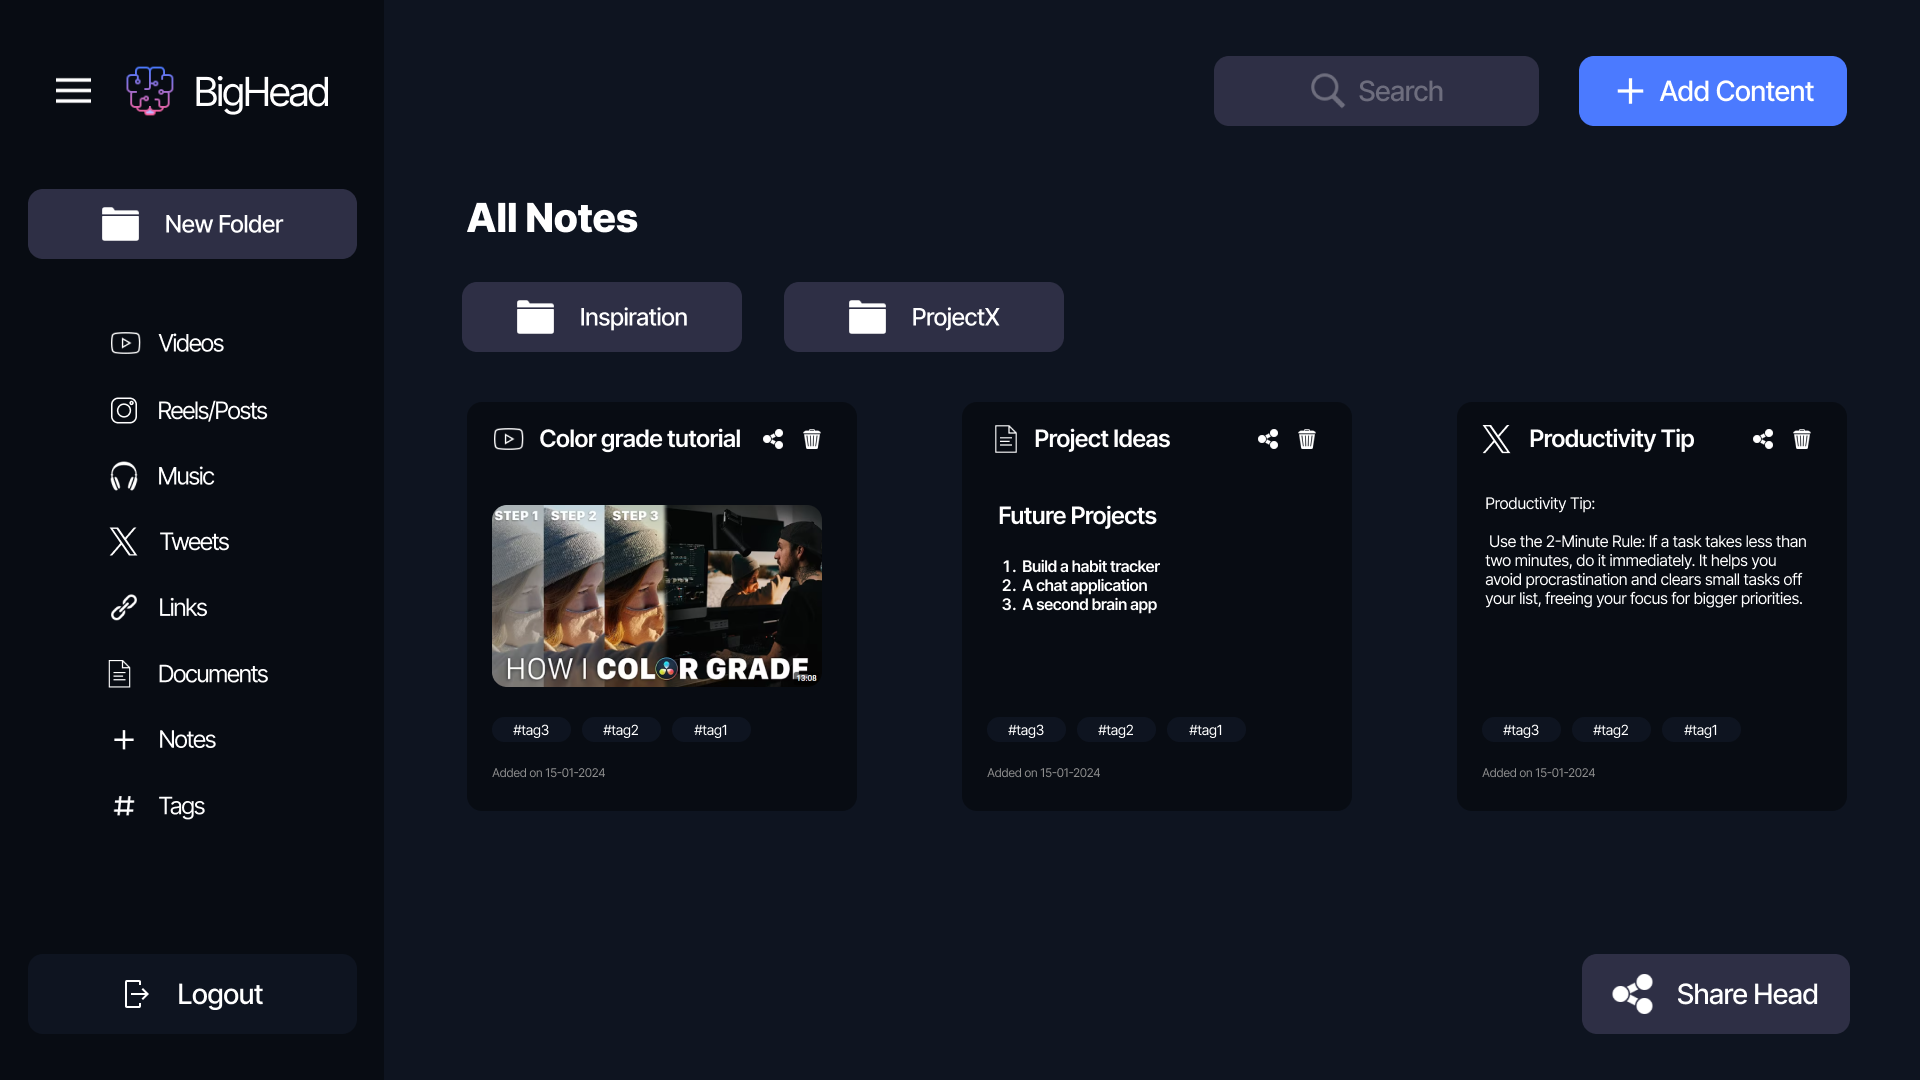 BigHead
Search
Add Content
New Folder
Videos
Reels/Posts
Music
Tweets
Links
Documents
Notes
Tags
Logout
All Notes
Inspiration
ProjectX
Color grade tutorial
STEP 1 STEP 2 STEP 3
HOW I COLOR GRADE
13:08
#tag3 #tag2 #tag1
Added on 15-01-2024
Project Ideas
Future Projects
1. Build a habit tracker
2. A chat application
3. A second brain app
#tag3 #tag2 #tag1
Added on 15-01-2024
Productivity Tip
Productivity Tip:
Use the 2-Minute Rule: If a task takes less than
two minutes, do it immediately. It helps you
avoid procrastination and clears small tasks off
your list, freeing your focus for bigger priorities.
#tag3 #tag2 #tag1
Added on 15-01-2024
Share Head